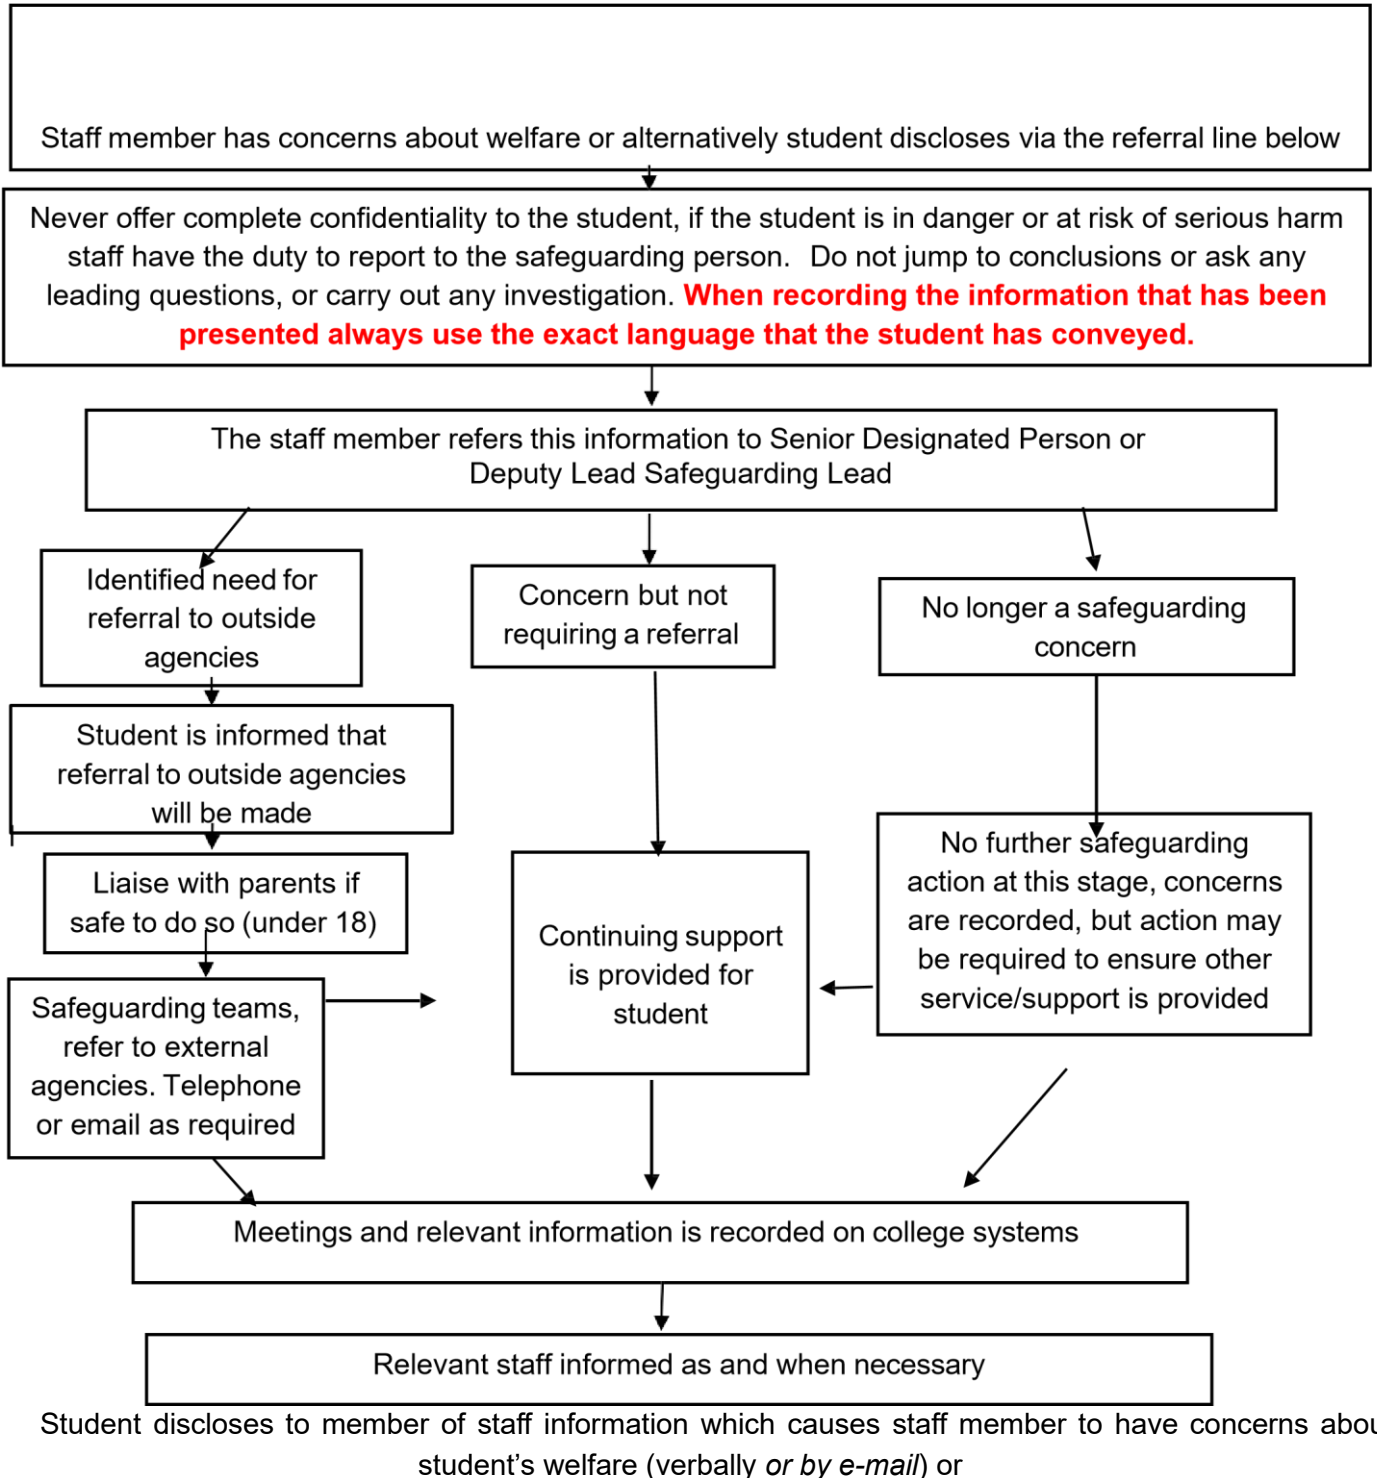 Staff member has concerns about welfare or alternatively student discloses via the referral line below
Never offer complete confidentiality to the student, if the student is in danger or at risk of serious harm
staff have the duty to report to the safeguarding person. Do not jump to conclusions or ask any
leading questions, or carry out any investigation. When recording the information that has been
presented always use the exact language that the student has conveyed.
The staff member refers this information to Senior Designated Person or
Deputy Lead Safeguarding Lead
Identified need for
referral to outside
agencies
Concern but not
requiring a referral
No longer a safeguarding
concern
Student is informed that
referral to outside agencies
will be made
Liaise with parents if
safe to do so (under 18)
Safeguarding teams,
refer to external
agencies. Telephone
or email as required
Continuing support
is provided for
student
No further safeguarding
action at this stage, concerns
are recorded, but action may
be required to ensure other
service/support is provided
Meetings and relevant information is recorded on college systems
Relevant staff informed as and when necessary
Student discloses to member of staff information which causes staff member to have concerns abou
student’s welfare (verbally or by e-mail) or